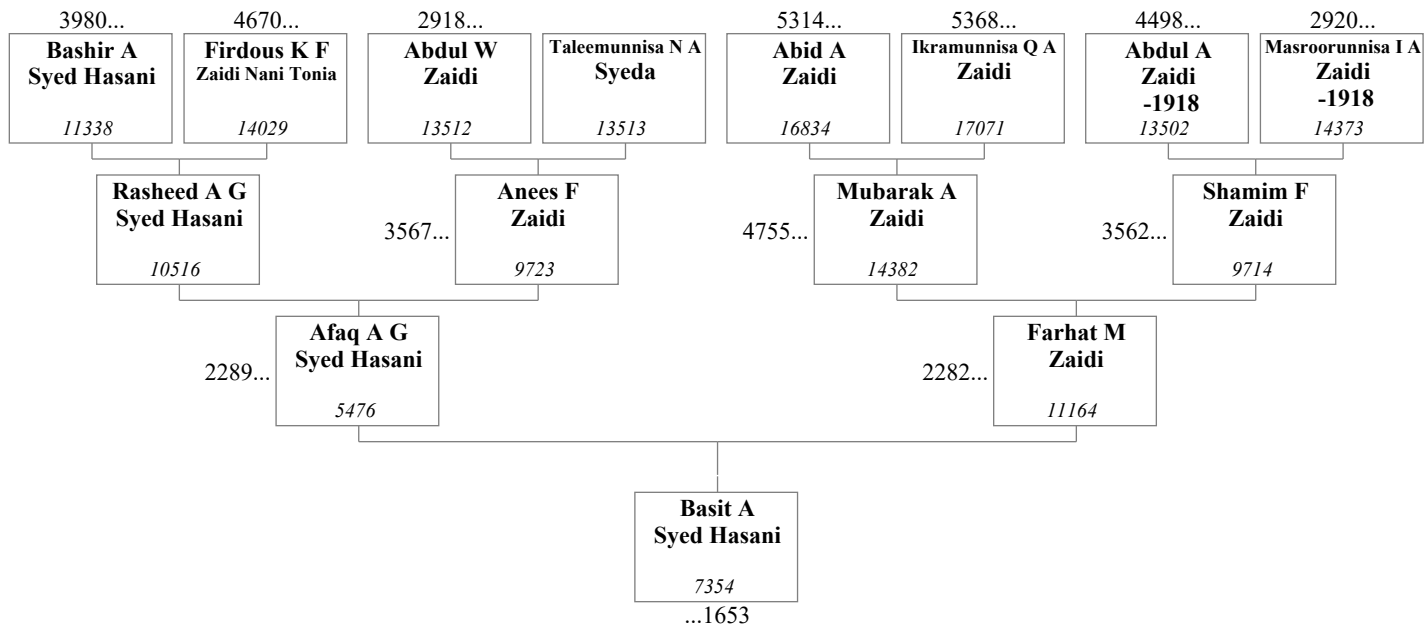 3980...
4670...
2918...
5314...
5368...
4498...
2920...
Bashir A
Syed Hasani
11338
Firdous K F
Zaidi Nani Tonia
14029
Abdul W
Zaidi
13512
Taleemunnisa N A
Syeda
13513
Abid A
Zaidi
16834
Ikramunnisa Q A
Zaidi
17071
Abdul A
Zaidi
-1918
13502
Masroorunnisa I A
Zaidi
-1918
14373
Rasheed A G
Syed Hasani
10516
3567...
Anees F
Zaidi
9723
4755...
Mubarak A
Zaidi
14382
3562...
Shamim F
Zaidi
9714
2289...
Afaq A G
Syed Hasani
5476
2282...
Farhat M
Zaidi
11164
Basit A
Syed Hasani
7354
...1653